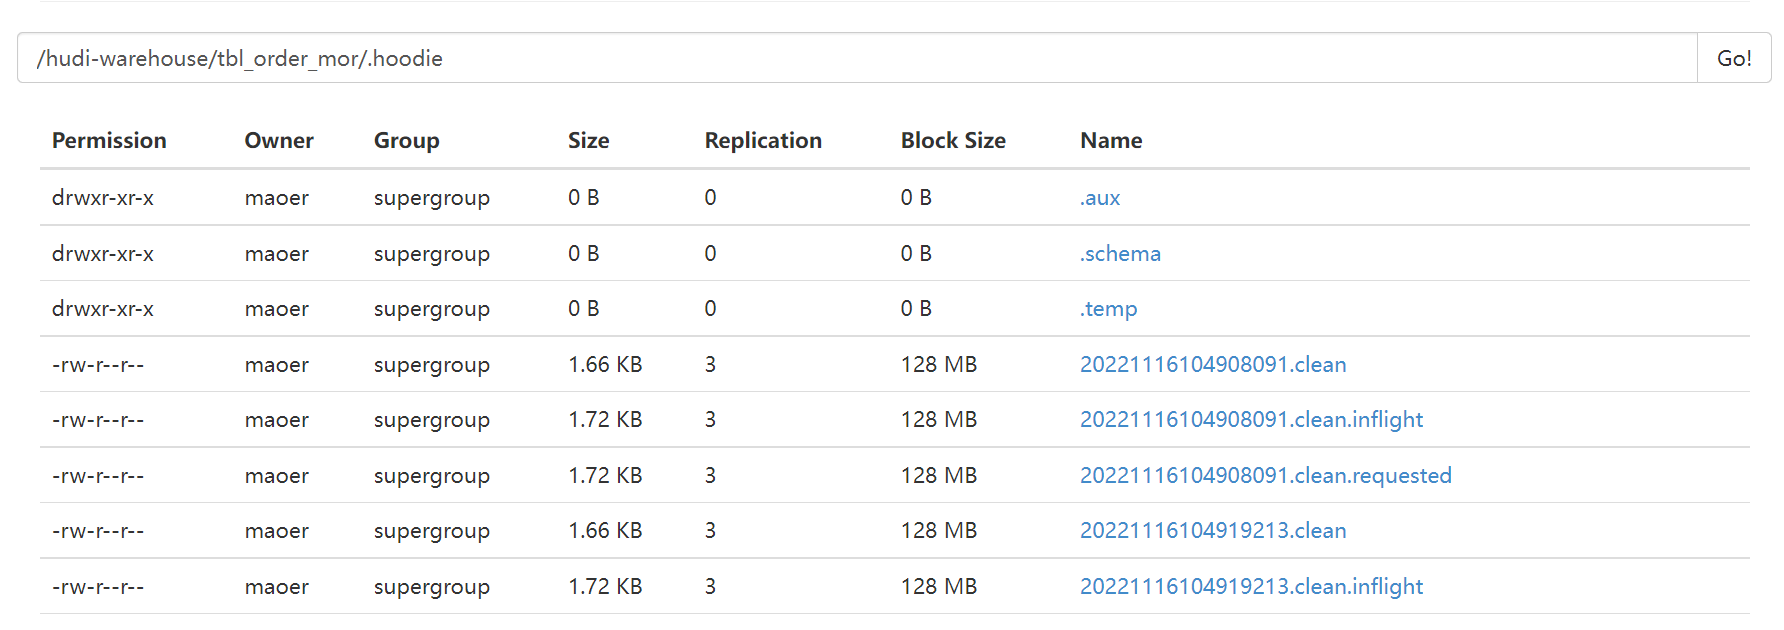 /hudi-warehouse/tbl_order_mor/.hoodie Go!
Permission Owner Group Size Replication Block Size Name
drwxr-xr-x maoer supergroup 0 B 0 0 B .aux
drwxr-xr-x maoer supergroup 0 B 0 0 B .schema
drwxr-xr-x maoer supergroup 0 B 0 0 B .temp
-rw-r--r-- maoer supergroup 1.66 KB 3 128 MB 20221116104908091.clean
-rw-r--r-- maoer supergroup 1.72 KB 3 128 MB 20221116104908091.clean.inflight
-rw-r--r-- maoer supergroup 1.72 KB 3 128 MB 20221116104908091.clean.requested
-rw-r--r-- maoer supergroup 1.66 KB 3 128 MB 20221116104919213.clean
-rw-r--r-- maoer supergroup 1.72 KB 3 128 MB 20221116104919213.clean.inflight